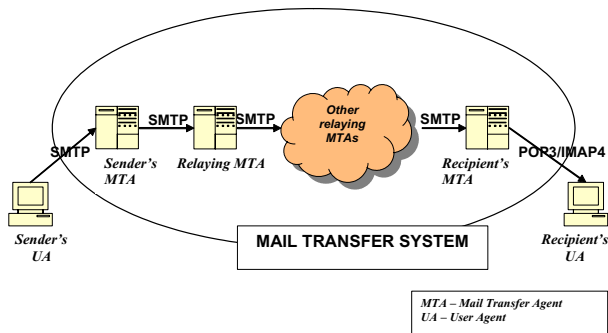 Other
relaying
MTAs
SMTP
SMTP
SMTP
SMTP
SMTP
Sender's
MTA
Relaying MTA
Recipient's
MTA
POP3/IMAP4
Sender's
UA
MAIL TRANSFER SYSTEM
Recipient's
UA
MTA – Mail Transfer Agent
UA – User Agent